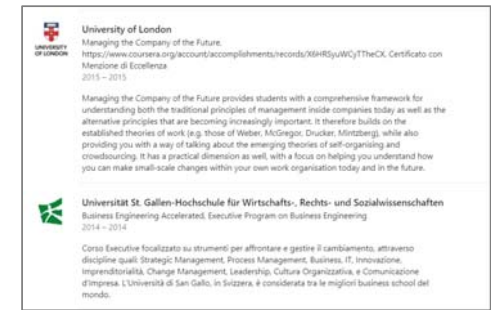 UNIVERSITY
OF LONDON
University of London
Managing the Company of the Future,
https://www.coursera.org/account/accomplishments/records/X6HRSyuWCyTTheCX. Certificato con
Menzione di Eccellenza
2015 – 2015
Managing the Company of the Future provides students with a comprehensive framework for
understanding both the traditional principles of management inside companies today as well as the
alternative principles that are becoming increasingly important. It therefore builds on the
established theories of work (e.g. those of Weber, McGregor, Drucker, Mintzberg), while also
providing you with a way of talking about the emerging theories of self-organising and
crowdsourcing. It has a practical dimension as well, with a focus on helping you understand how
you can make small-scale changes within your own work organisation today and in the future.
Universität St. Gallen-Hochschule für Wirtschafts-, Rechts- und Sozialwissenschaften
Business Engineering Accelerated, Executive Program on Business Engineering
2014 – 2014
Corso Executive focalizzato su strumenti per affrontare e gestire il cambiamento, attraverso
discipline quali: Strategic Management, Process Management, Business, IT, Innovazione,
Imprenditorialità, Change Management, Leadership, Cultura Organizzativa, e Comunicazione
d'Impresa. L'Università di San Gallo, in Svizzera, è considerata tra le migliori business school del
mondo.